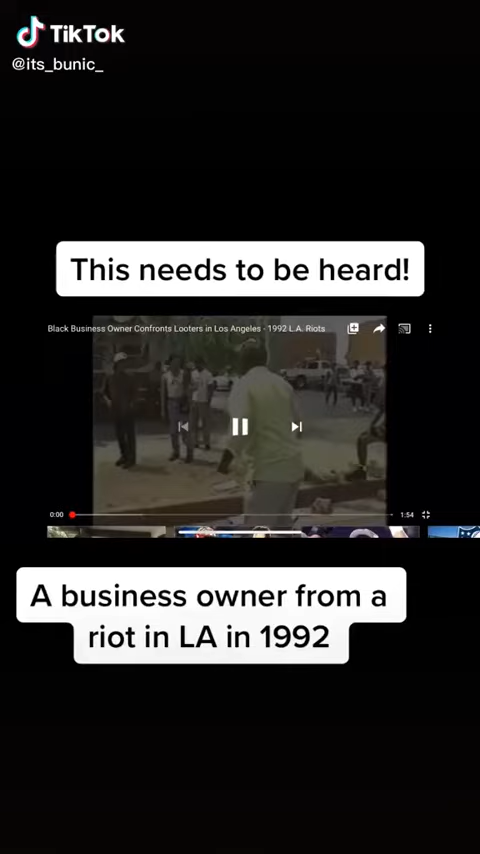 TikTok
@its_bunic_
This needs to be heard!
Black Business Owner Confronts Looters in Los Angeles - 1992 L.A. Riots
0:00
1:54
A business owner from a
riot in LA in 1992